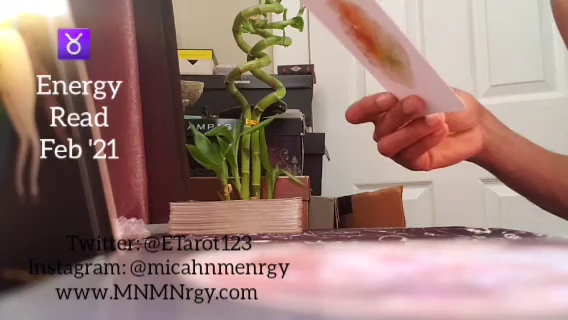 ♉
Energy
Read
Feb '21
Twitter: @ETarot123
Instagram: @micahnmenrgy
www.MNMNrgy.com